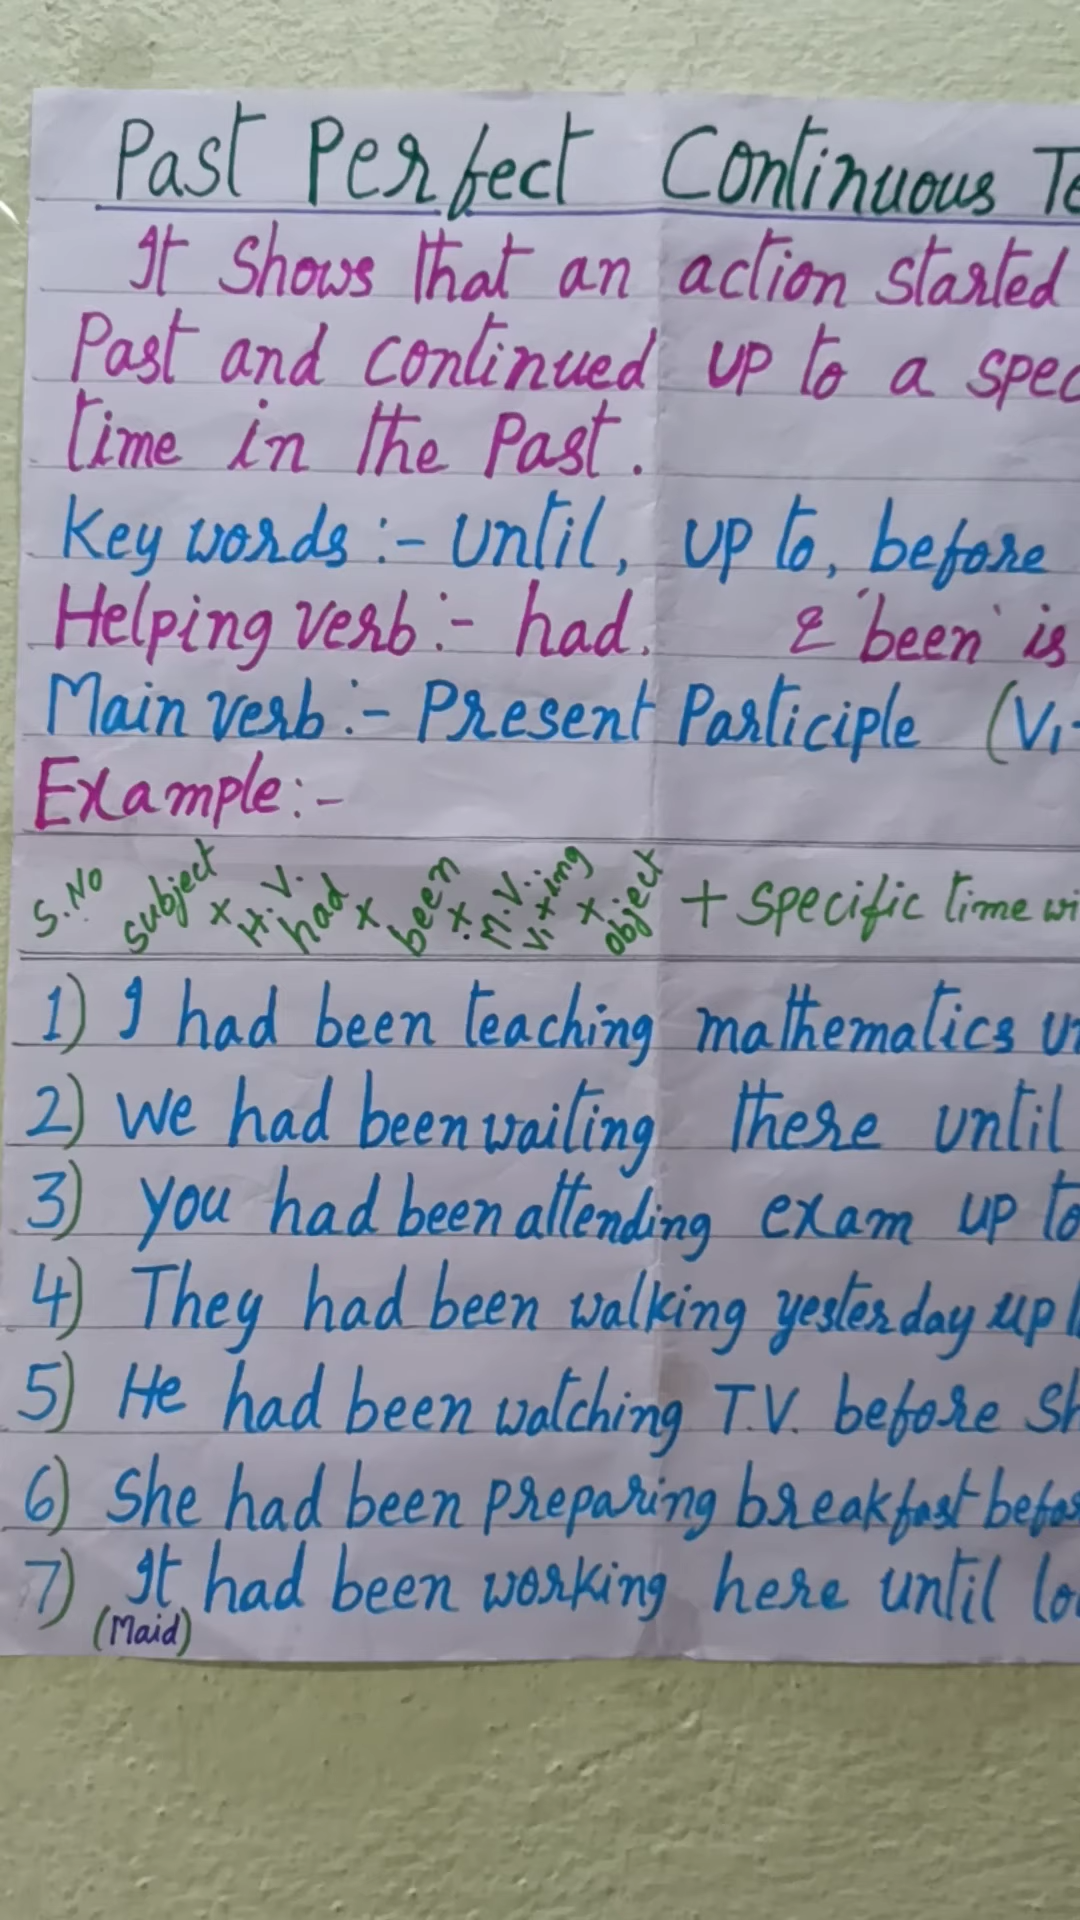 Past Perfect Continuous Te
It shows that an action started
Past and continued up to a spec
time in the Past.
Key words :- until, up to, before
Helping verb :- had. & 'been' is
Main verb :- Present Participle (V1
Example :-
S.No subject x H.V. had x been x M.V. V1 + ing x object + specific time wi
1) I had been teaching mathematics u
2) We had been waiting there until
3) you had been attending exam up to
4) They had been walking yesterday up
5) He had been watching T.V. before sh
6) She had been preparing breakfast befo
7) It had been working here until
(Maid)